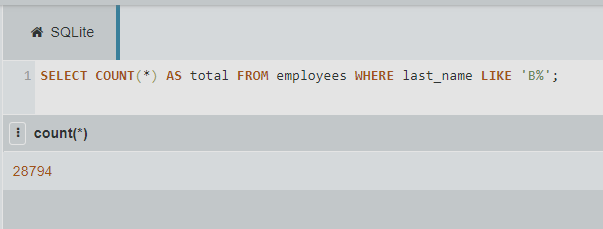 SQLite
1 SELECT COUNT(*) AS total FROM employees WHERE last_name LIKE 'B%';
count(*)
28794